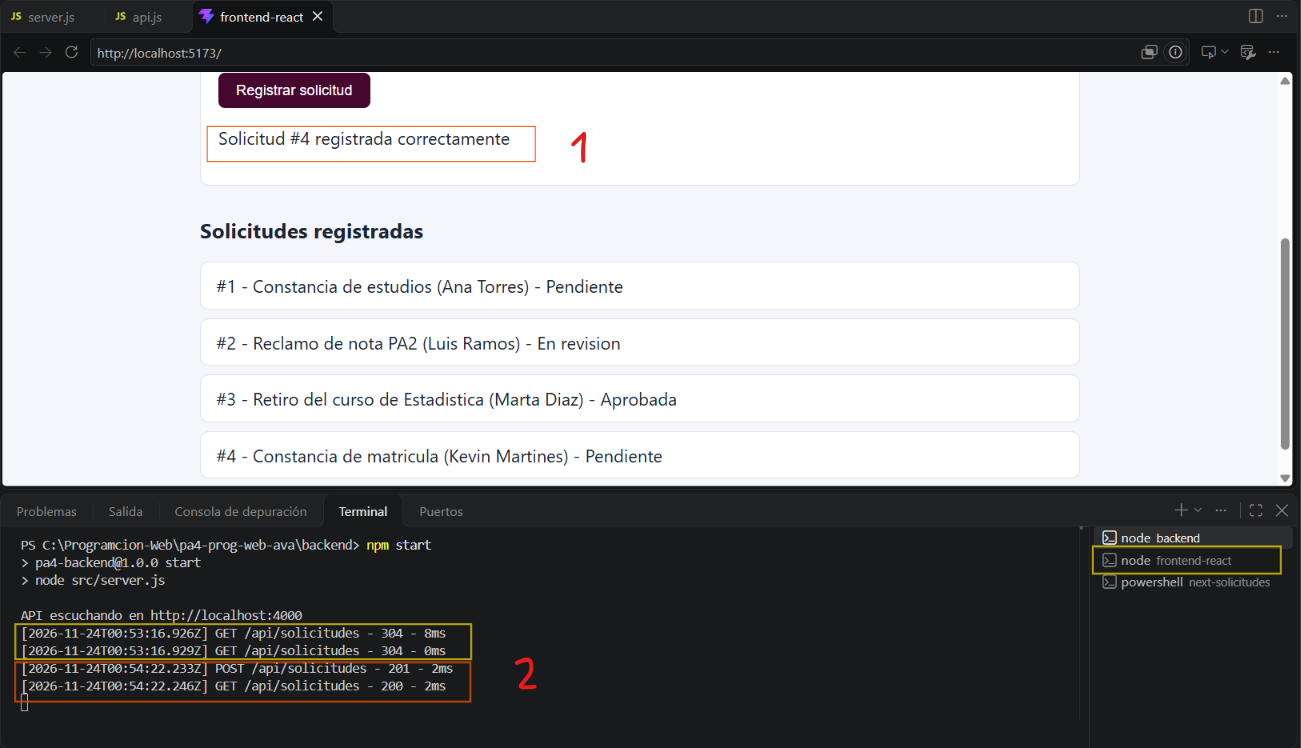 JS server.js
JS api.js
frontend-react
http://localhost:5173/
Registrar solicitud
Solicitud #4 registrada correctamente
1
Solicitudes registradas
#1 - Constancia de estudios (Ana Torres) - Pendiente
#2 - Reclamo de nota PA2 (Luis Ramos) - En revision
#3 - Retiro del curso de Estadistica (Marta Diaz) - Aprobada
#4 - Constancia de matricula (Kevin Martines) - Pendiente
Problemas
Salida
Consola de depuración
Terminal
Puertos
PS C:\Programcion-Web\pa4-prog-web-ava\backend> npm start
> pa4-backend@1.0.0 start
> node src/server.js
API escuchando en http://localhost:4000
[2026-11-24T00:53:16.926Z] GET /api/solicitudes - 304 - 8ms
[2026-11-24T00:53:16.929Z] GET /api/solicitudes - 304 - 0ms
[2026-11-24T00:54:22.233Z] POST /api/solicitudes - 201 - 2ms
[2026-11-24T00:54:22.246Z] GET /api/solicitudes - 200 - 2ms
2
node backend
node frontend-react
powershell next-solicitudes